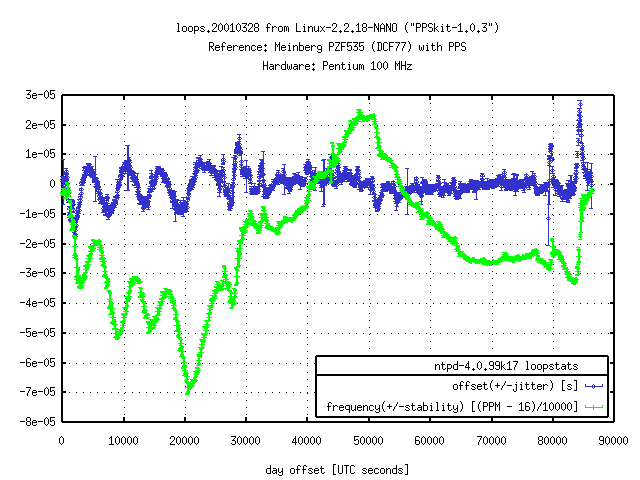 loops.20010328 from Linux-2.2.18-NANO ("PPSkit-1.0.3")
Reference: Meinberg PZF535 (DCF77) with PPS
Hardware: Pentium 100 MHz
3e-05
2e-05
1e-05
0
-1e-05
-2e-05
-3e-05
-4e-05
-5e-05
-6e-05
-7e-05
-8e-05
ntpd-4.0.99k17 loopstats
offset(+/-jitter) [s]
frequency(+/-stability) [(PPM - 16)/10000]
0 10000 20000 30000 40000 50000 60000 70000 80000 90000
day offset [UTC seconds]